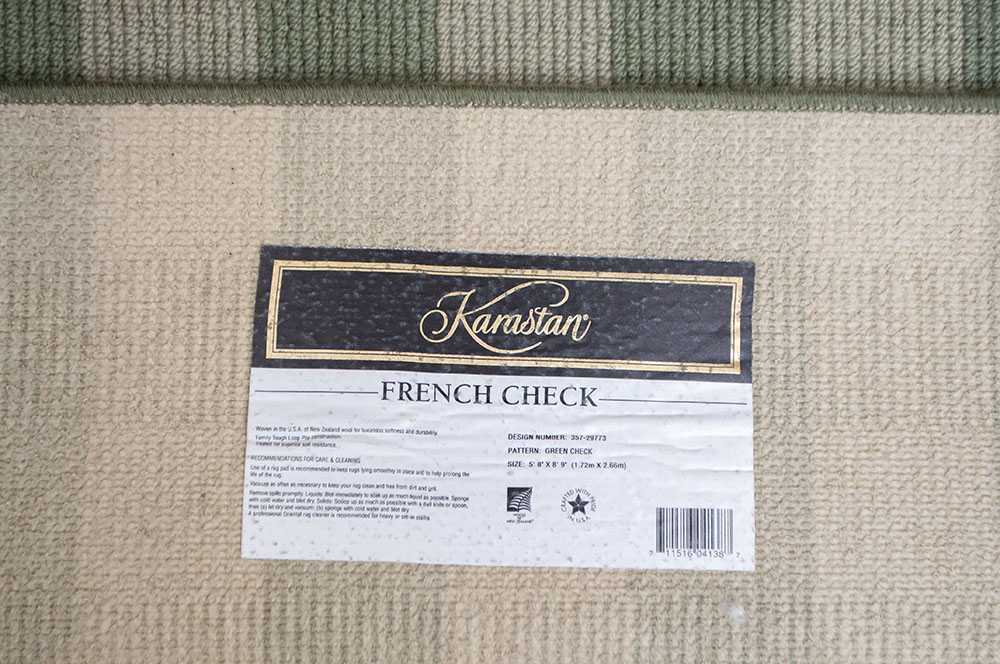 Karastan®
FRENCH CHECK
Woven in the U.S.A. of New Zealand wool for luxurious softness and durability.
Family Tough Loop Pile construction.
Treated for superior soil resistance.
RECOMMENDATIONS FOR CARE & CLEANING
Use of a rug pad is recommended to keep rugs lying smoothly in place and to help prolong the
life of the rug.
Vacuum as often as necessary to keep your rug clean and free from dirt and grit.
Remove spills promptly. Liquids: Blot immediately to soak up as much liquid as possible. Sponge
with cold water and blot dry. Solids: Scoop up as much as possible with a dull knife or spoon,
then (a) let dry and vacuum; (b) sponge with cold water and blot dry.
A professional Oriental rug cleaner is recommended for heavy or set-in stains.
DESIGN NUMBER: 357-29773
PATTERN: GREEN CHECK
SIZE: 5' 8" X 8' 9" (1.72m X 2.66m)
WOOLS
OF
NEW ZEALAND
CRAFTED WITH PRIDE
IN U.S.A.
7 11516 04138 7